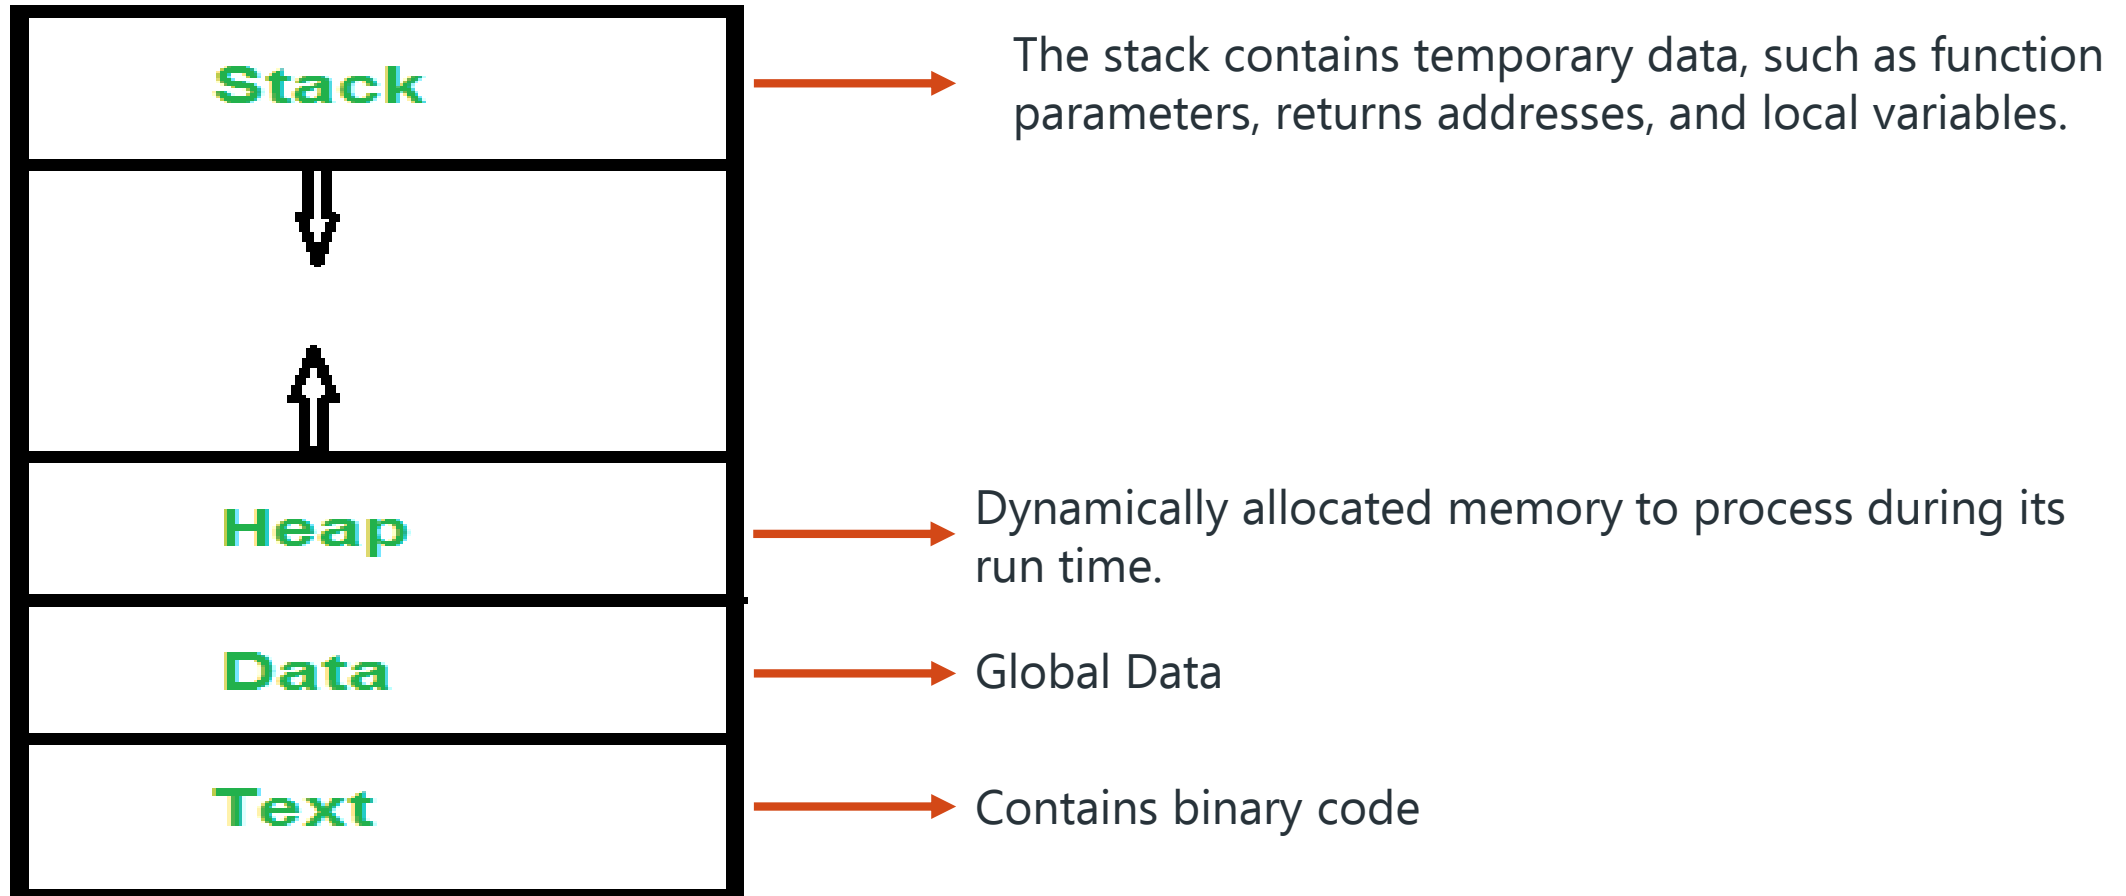 Stack
The stack contains temporary data, such as function
parameters, returns addresses, and local variables.
Heap
Dynamically allocated memory to process during its
run time.
Data
Global Data
Text
Contains binary code